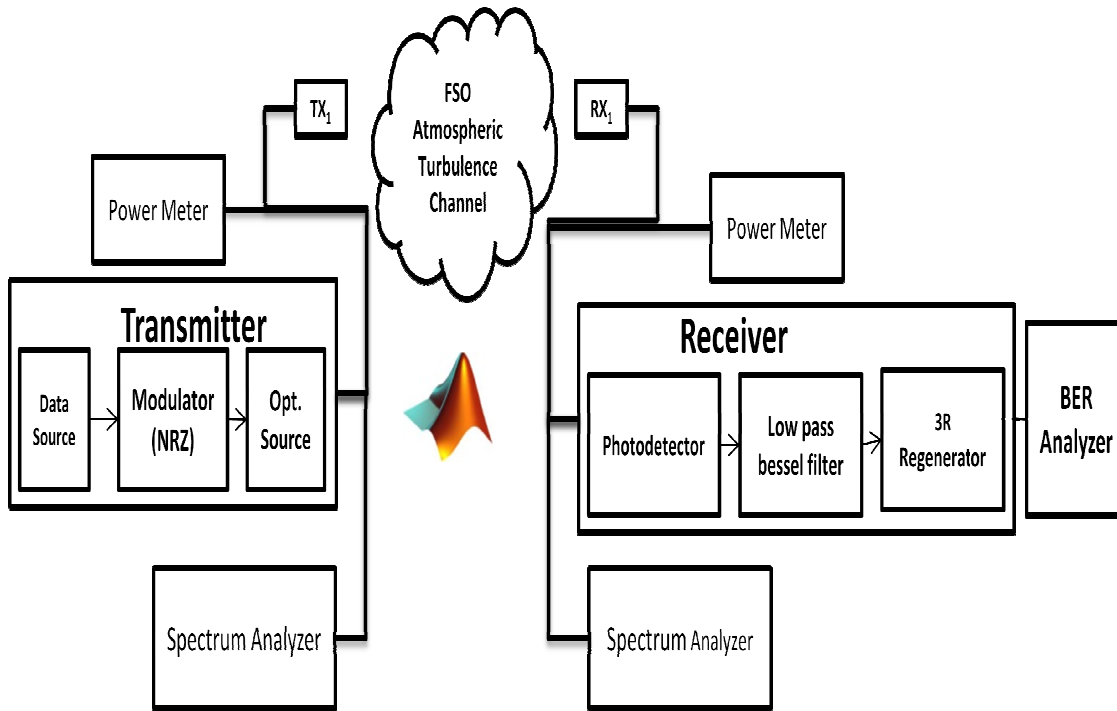 FSO
Atmospheric
Turbulence
Channel
TX₁
RX₁
Power Meter
Power Meter
Transmitter
Data
Source
Modulator
(NRZ)
Opt.
Source
Receiver
Photodetector
Low pass
bessel filter
3R
Regenerator
BER
Analyzer
Spectrum Analyzer
Spectrum Analyzer